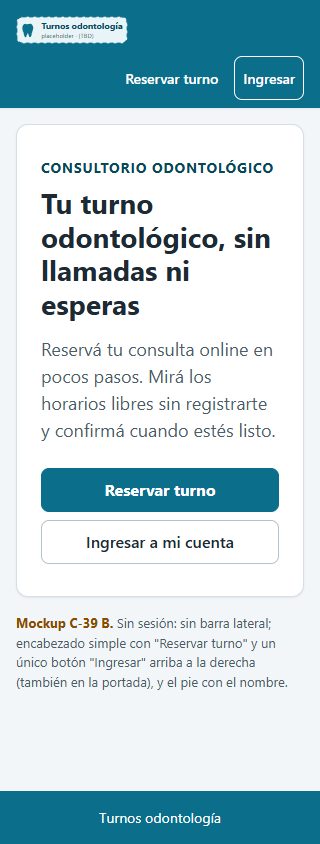 Turnos odontología
placeholder · (TBD)
Reservar turno
Ingresar
CONSULTORIO ODONTOLÓGICO
Tu turno
odontológico, sin
llamadas ni
esperas
Reservá tu consulta online en
pocos pasos. Mirá los
horarios libres sin registrarte
y confirmá cuando estés listo.
Reservar turno
Ingresar a mi cuenta
Mockup C-39 B. Sin sesión: sin barra lateral;
encabezado simple con "Reservar turno" y un
único botón "Ingresar" arriba a la derecha
(también en la portada), y el pie con el nombre.
Turnos odontología